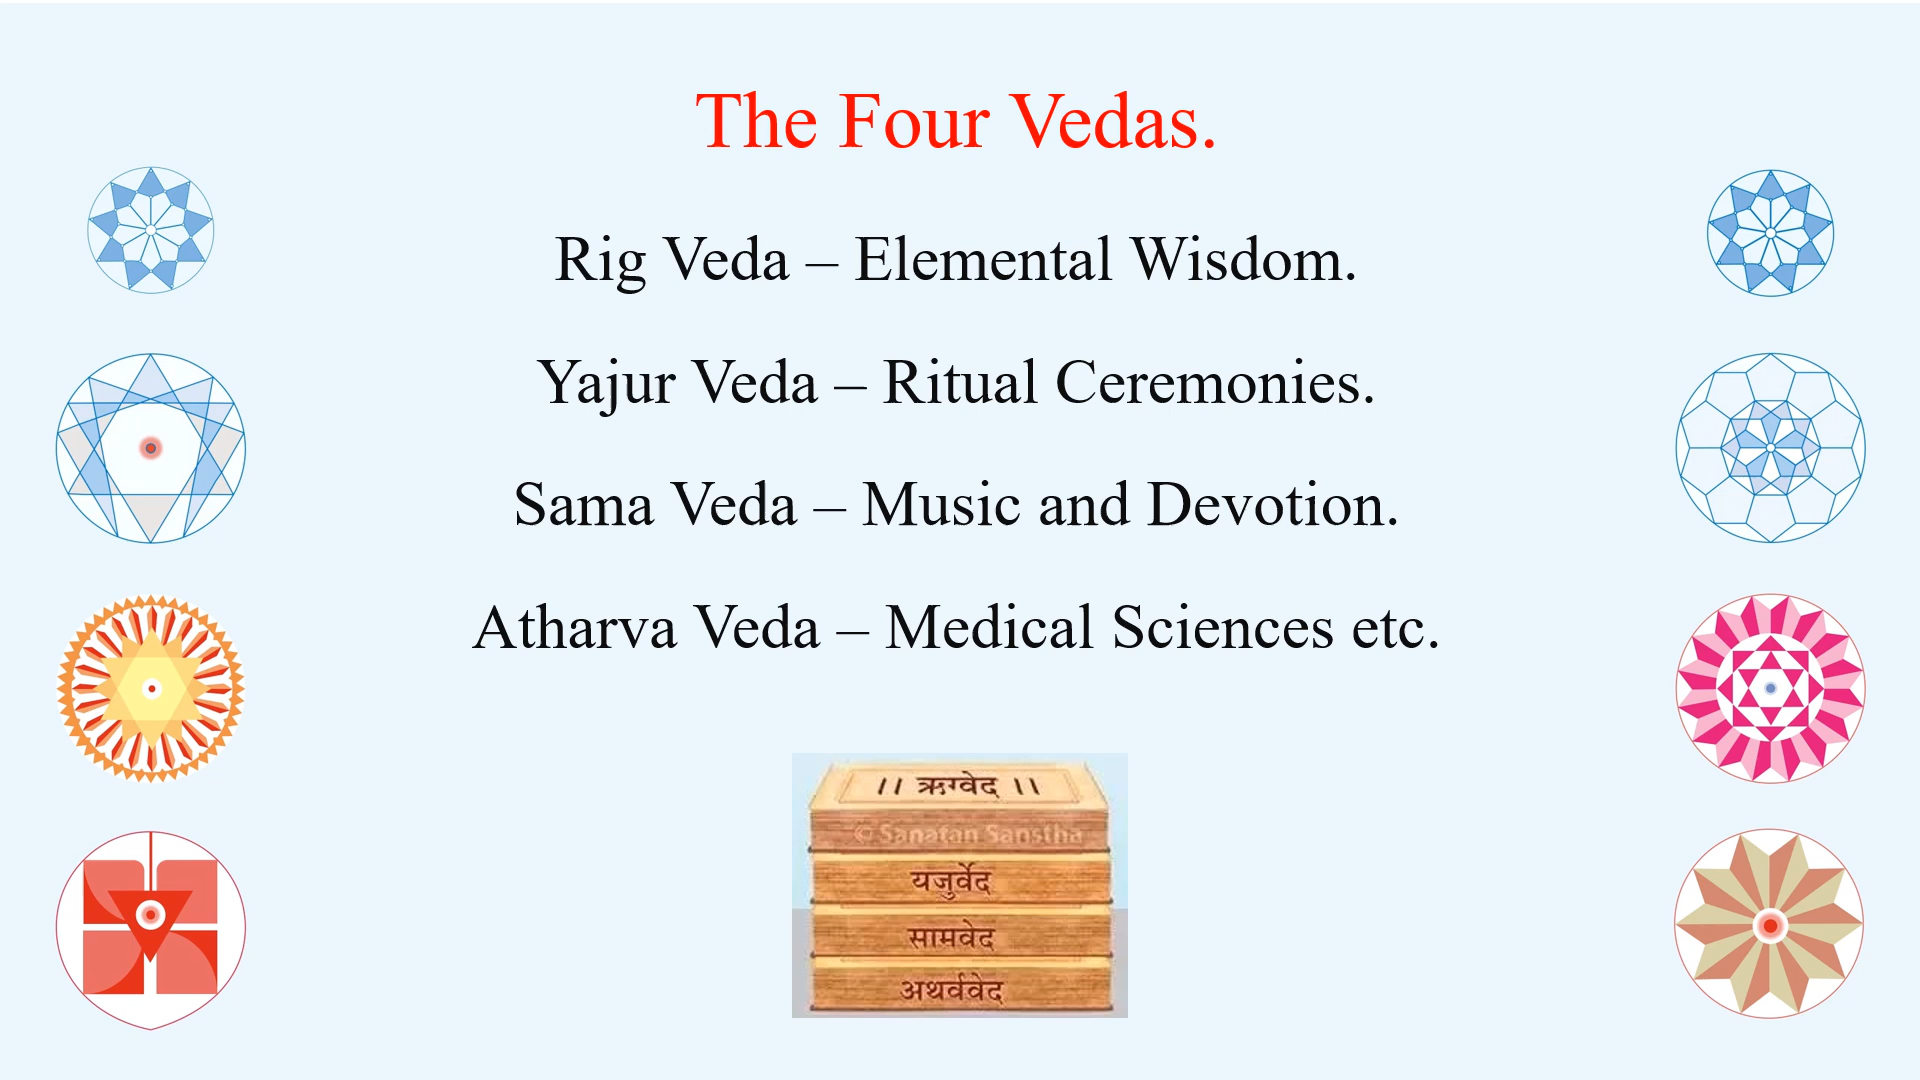 The Four Vedas.
Rig Veda – Elemental Wisdom.
Yajur Veda – Ritual Ceremonies.
Sama Veda – Music and Devotion.
Atharva Veda – Medical Sciences etc.
।। ऋग्वेद ।।
© Sanatan Sanstha
यजुर्वेद
सामवेद
अथर्ववेद